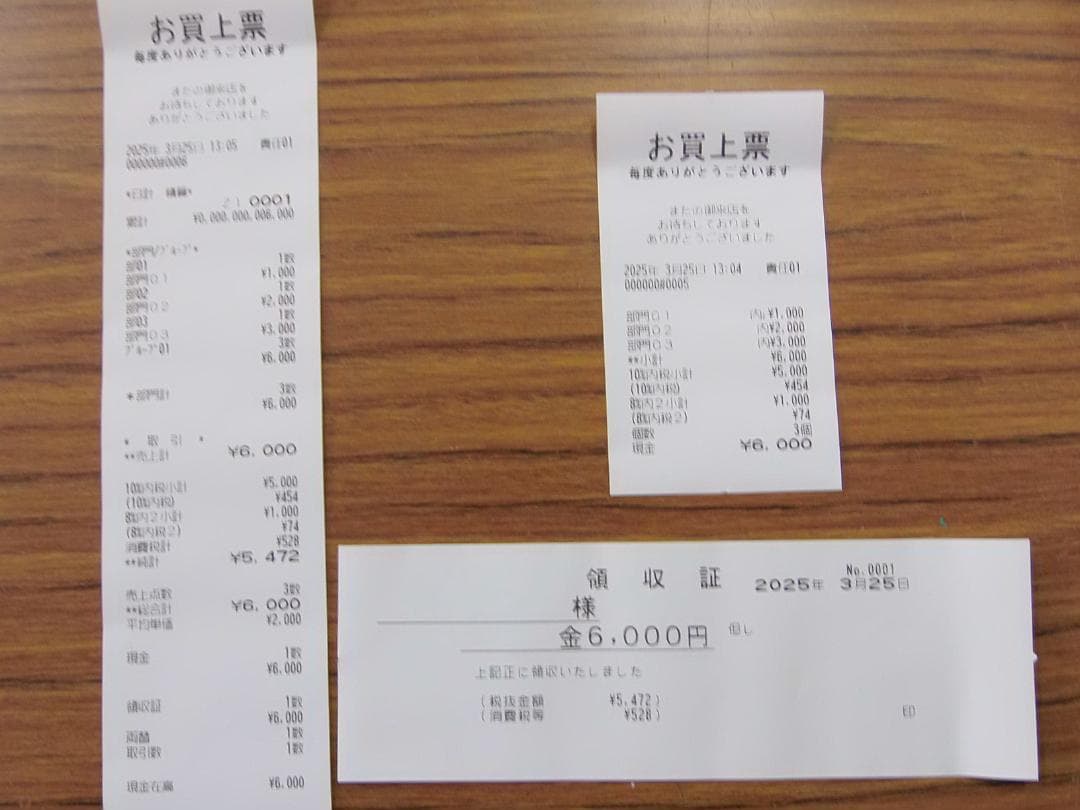 お買上票
毎度ありがとうございます
またの御来店を
お待ちしております
ありがとうございました
2025年 3月25日 13:05 責任01
000000#0006
*日計 精算*
Z1 0001
累計 ¥0,000,000,006,000
*部門/グループ*
部01 1数
部門01 ¥1,000
部02 1数
部門02 ¥2,000
部03 1数
部門03 ¥3,000
グループ01 3数
¥6,000
*部門計 3数
¥6,000
* 取引 *
**売上計 ¥6,000
10%内税小計 ¥5,000
(10%内税) ¥454
8%内2小計 ¥1,000
(8%内税2) ¥74
消費税計 ¥528
**純計 ¥5,472
売上点数 3数
**総合計 ¥6,000
平均単価 ¥2,000
現金 1数
¥6,000
領収証 1数
¥6,000
両替 1数
取引数 1数
現金在高 ¥6,000
お買上票
毎度ありがとうございます
またの御来店を
お待ちしております
ありがとうございました
2025年 3月25日 13:04 責任01
000000#0005
部門01 内¥1,000
部門02 内¥2,000
部門03 内¥3,000
**小計 ¥6,000
10%内税小計 ¥5,000
(10%内税) ¥454
8%内2小計 ¥1,000
(8%内税2) ¥74
個数 3個
現金 ¥6,000
領 収 証
No.0001
2025年 3月25日
様
金6,000円 但し
上記正に領収いたしました
(税抜金額 ¥5,472)
(消費税等 ¥528)
印